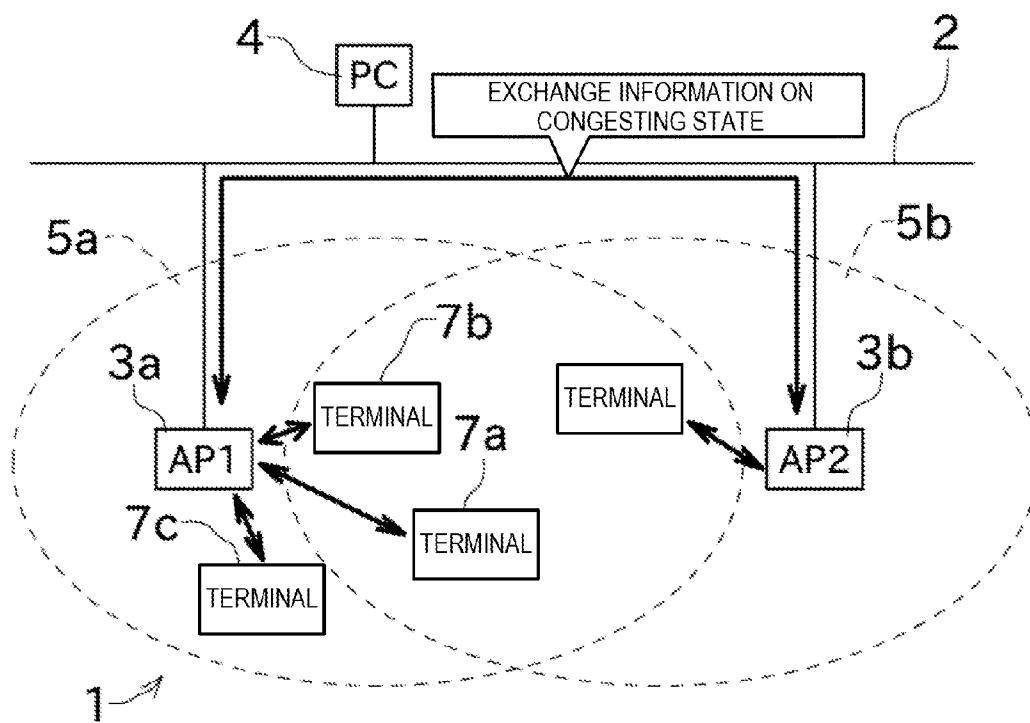 4
2
PC
EXCHANGE INFORMATION ON
CONGESTING STATE
5a
5b
7b
3a
3b
TERMINAL
TERMINAL
7a
AP1
AP2
7c
TERMINAL
TERMINAL
1